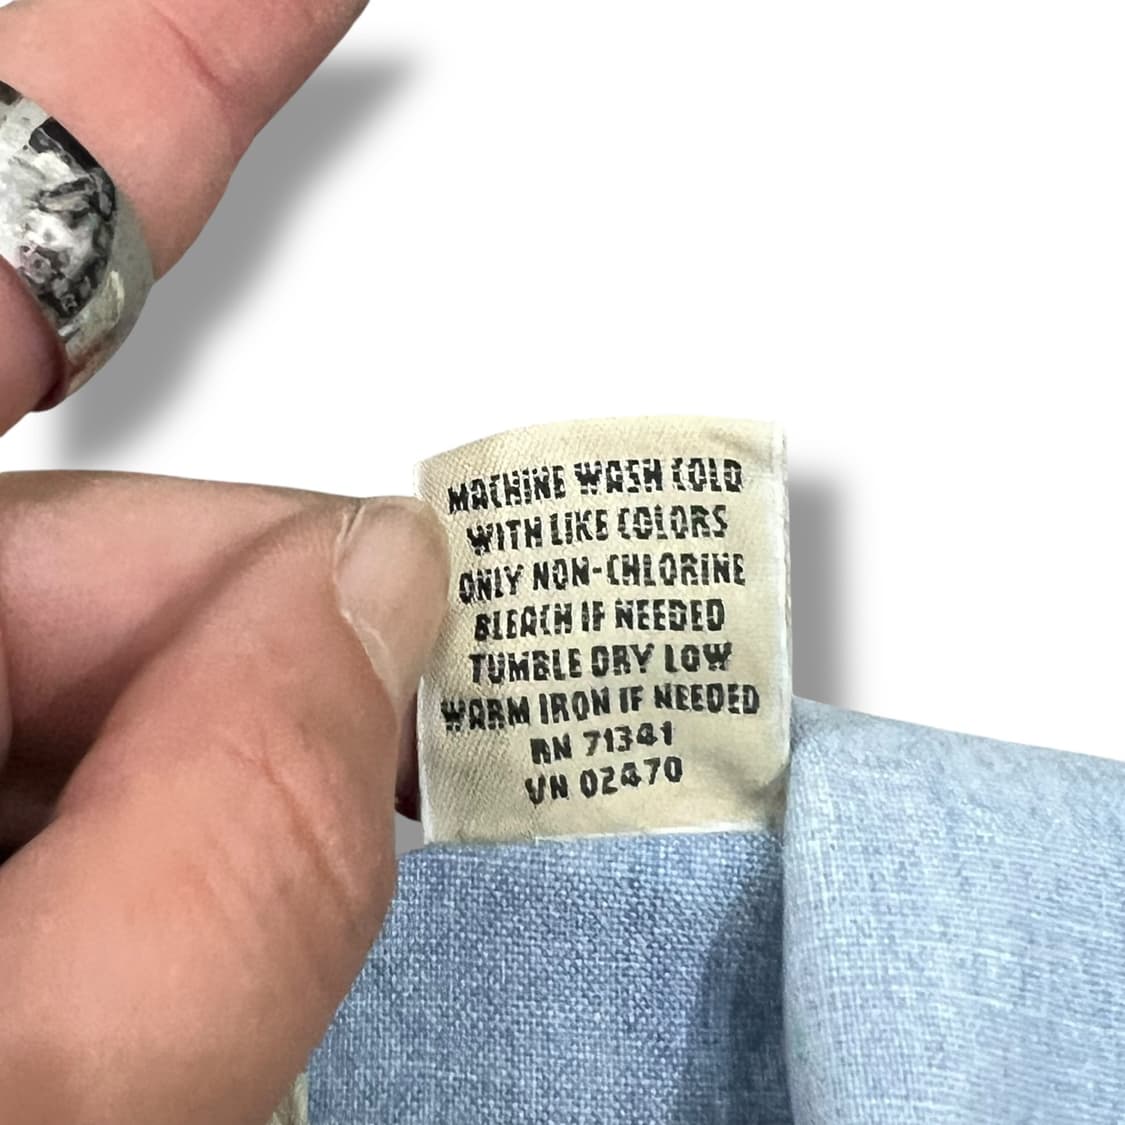 MACHINE WASH COLD
WITH LIKE COLORS
ONLY NON-CHLORINE
BLEACH IF NEEDED
TUMBLE DRY LOW
WARM IRON IF NEEDED
RN 71341
VN 02470